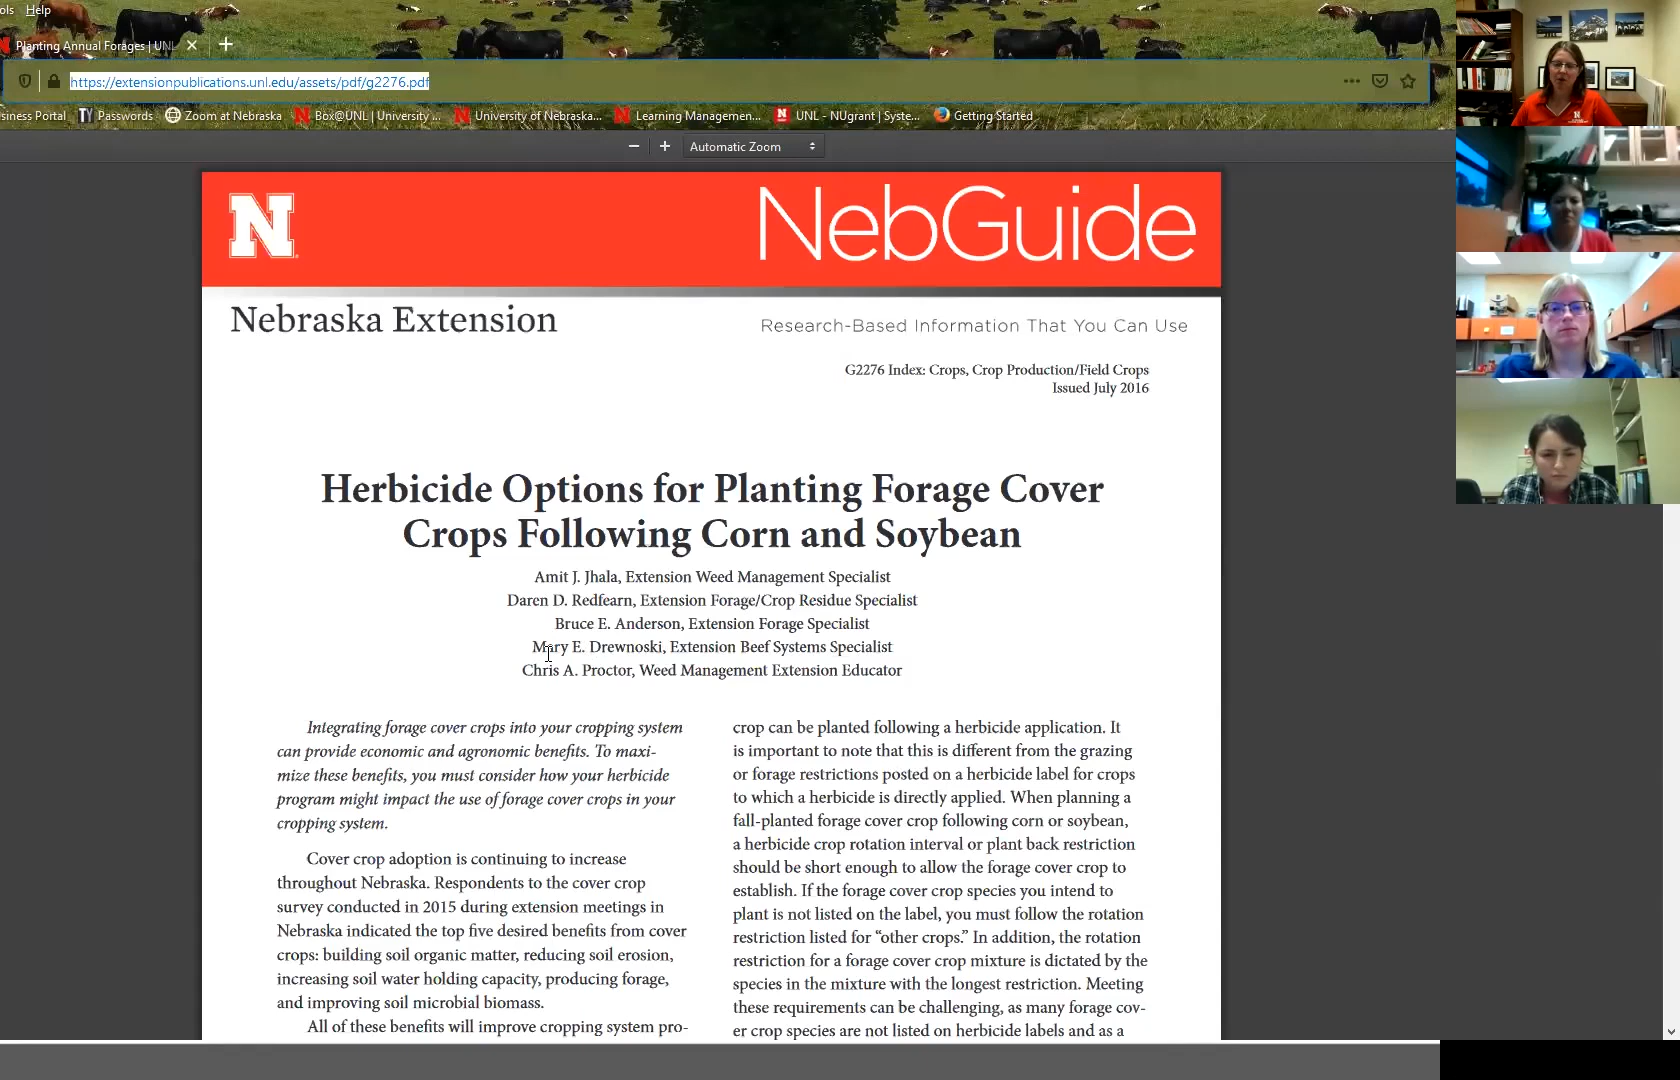 ols Help
Planting Annual Forages | UNL
https://extensionpublications.unl.edu/assets/pdf/g2276.pdf
siness Portal Passwords Zoom at Nebraska Box@UNL | University ... University of Nebraska... Learning Managemen... UNL - NUgrant | Syste... Getting Started
Automatic Zoom
N NebGuide
Nebraska Extension
Research-Based Information That You Can Use
G2276 Index: Crops, Crop Production/Field Crops
Issued July 2016
Herbicide Options for Planting Forage Cover
Crops Following Corn and Soybean
Amit J. Jhala, Extension Weed Management Specialist
Daren D. Redfearn, Extension Forage/Crop Residue Specialist
Bruce E. Anderson, Extension Forage Specialist
Mary E. Drewnoski, Extension Beef Systems Specialist
Chris A. Proctor, Weed Management Extension Educator
Integrating forage cover crops into your cropping system
can provide economic and agronomic benefits. To maxi-
mize these benefits, you must consider how your herbicide
program might impact the use of forage cover crops in your
cropping system.
Cover crop adoption is continuing to increase
throughout Nebraska. Respondents to the cover crop
survey conducted in 2015 during extension meetings in
Nebraska indicated the top five desired benefits from cover
crops: building soil organic matter, reducing soil erosion,
increasing soil water holding capacity, producing forage,
and improving soil microbial biomass.
All of these benefits will improve cropping system pro-
crop can be planted following a herbicide application. It
is important to note that this is different from the grazing
or forage restrictions posted on a herbicide label for crops
to which a herbicide is directly applied. When planning a
fall-planted forage cover crop following corn or soybean,
a herbicide crop rotation interval or plant back restriction
should be short enough to allow the forage cover crop to
establish. If the forage cover crop species you intend to
plant is not listed on the label, you must follow the rotation
restriction listed for “other crops.” In addition, the rotation
restriction for a forage cover crop mixture is dictated by the
species in the mixture with the longest restriction. Meeting
these requirements can be challenging, as many forage cov-
er crop species are not listed on herbicide labels and as a